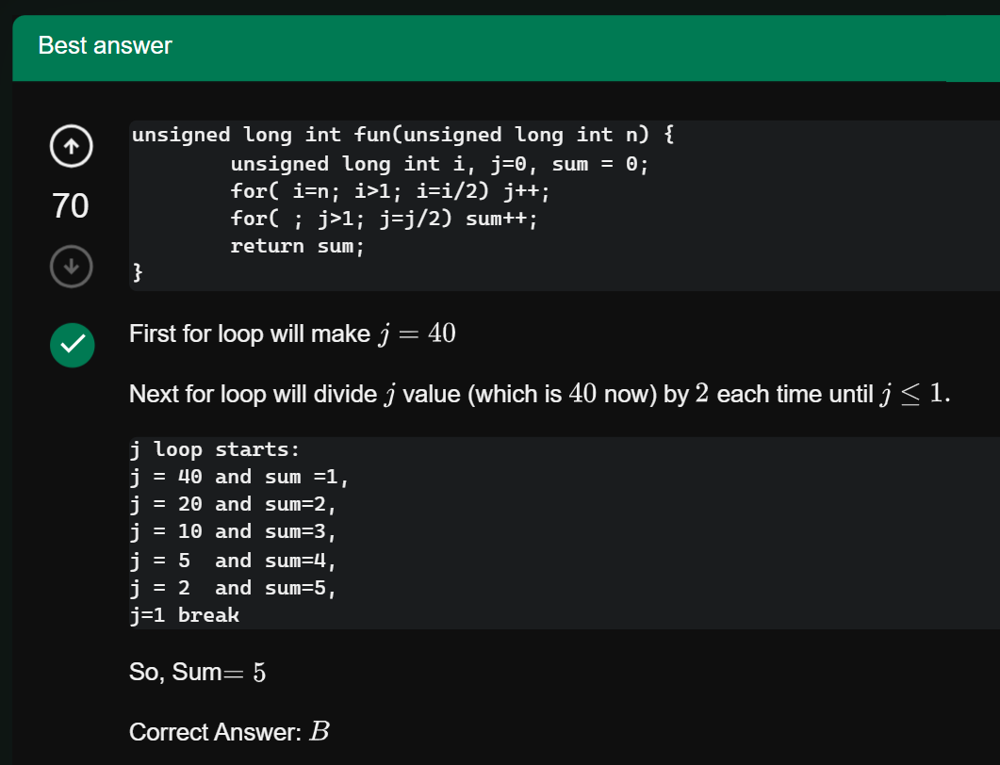 Best answer
70
unsigned long int fun(unsigned long int n) {
unsigned long int i, j=0, sum = 0;
for( i=n; i>1; i=i/2) j++;
for( ; j>1; j=j/2) sum++;
return sum;
}
First for loop will make j = 40
Next for loop will divide j value (which is 40 now) by 2 each time until j ≤ 1.
j loop starts:
j = 40 and sum =1,
j = 20 and sum=2,
j = 10 and sum=3,
j = 5  and sum=4,
j = 2  and sum=5,
j=1 break
So, Sum= 5
Correct Answer: B